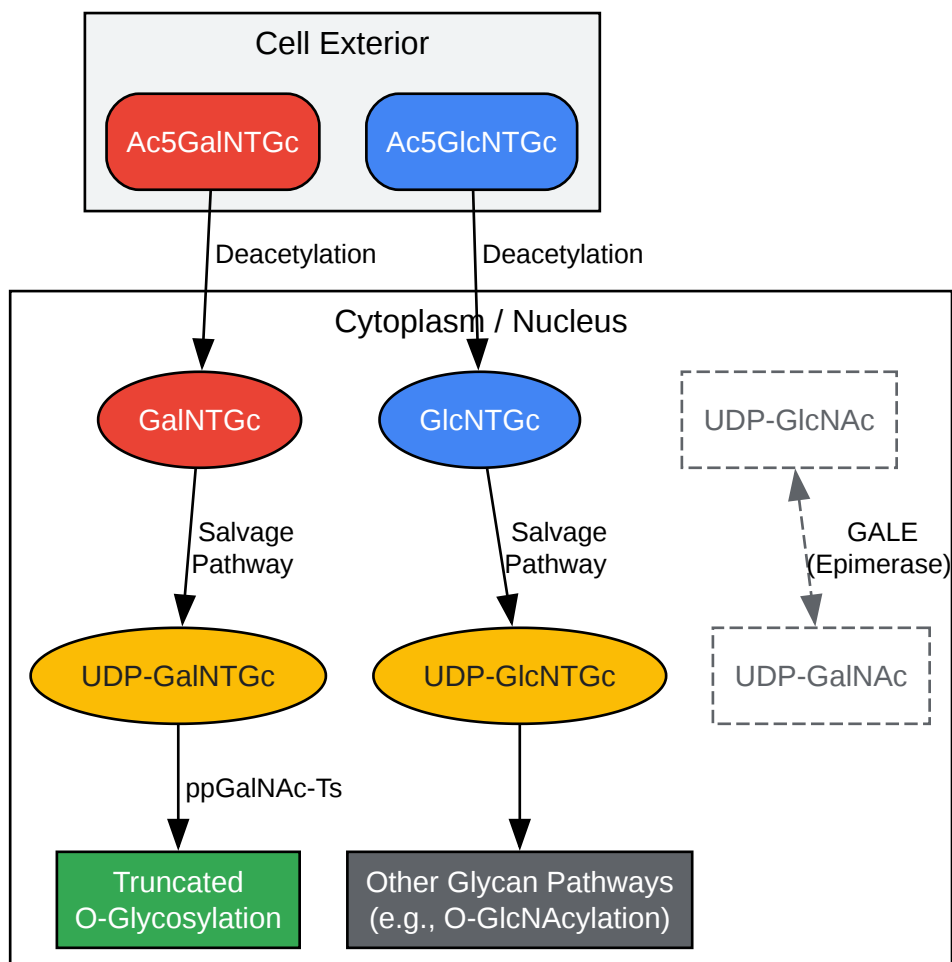 Cell Exterior
Ac5GalNTGc
Ac5GlcNTGc
Deacetylation
Deacetylation
Cytoplasm / Nucleus
GalNTGc
GlcNTGc
UDP-GlcNAc
Salvage
Pathway
Salvage
Pathway
GALE
(Epimerase)
UDP-GalNTGc
UDP-GlcNTGc
UDP-GalNAc
ppGalNAc-Ts
Truncated
O-Glycosylation
Other Glycan Pathways
(e.g., O-GlcNAcylation)